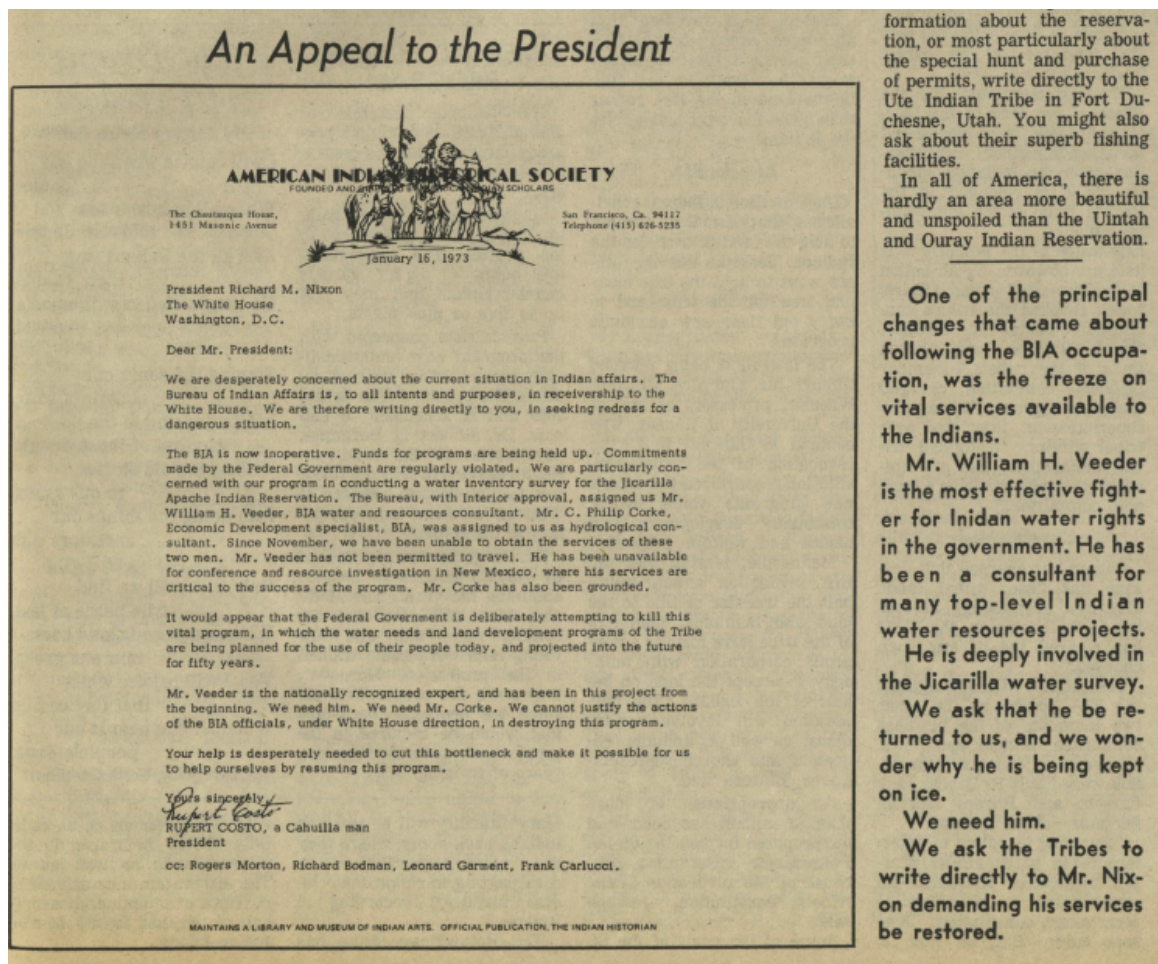 An Appeal to the President
AMERICAN INDIAN HISTORICAL SOCIETY
FOUNDED AND
SCHOLARS
The Chautauqua House,
1451 Masonic Avenue
San Francisco, Ca. 94117
Telephone (415) 626-5235
January 16, 1973
President Richard M. Nixon
The White House
Washington, D.C.
Dear Mr. President:
We are desperately concerned about the current situation in Indian affairs. The
Bureau of Indian Affairs is, to all intents and purposes, in receivership to the
White House. We are therefore writing directly to you, in seeking redress for a
dangerous situation.
The BIA is now inoperative. Funds for programs are being held up. Commitments
made by the Federal Government are regularly violated. We are particularly con-
cerned with our program in conducting a water inventory survey for the Jicarilla
Apache Indian Reservation. The Bureau, with Interior approval, assigned us Mr.
William H. Veeder, BIA water and resources consultant. Mr. C. Philip Corke,
Economic Development specialist, BIA, was assigned to us as hydrological con-
sultant. Since November, we have been unable to obtain the services of these
two men. Mr. Veeder has not been permitted to travel. He has been unavailable
for conference and resource investigation in New Mexico, where his services are
critical to the success of the program. Mr. Corke has also been grounded.
It would appear that the Federal Government is deliberately attempting to kill this
vital program, in which the water needs and land development programs of the Tribe
are being planned for the use of their people today, and projected into the future
for fifty years.
Mr. Veeder is the nationally recognized expert, and has been in this project from
the beginning. We need him. We need Mr. Corke. We cannot justify the actions
of the BIA officials, under White House direction, in destroying this program.
Your help is desperately needed to cut this bottleneck and make it possible for us
to help ourselves by resuming this program.
Yours sincerely,
Rupert Costo
RUPERT COSTO, a Cahuilla man
President
cc: Rogers Morton, Richard Bodman, Leonard Garment, Frank Carlucci.
MAINTAINS A LIBRARY AND MUSEUM OF INDIAN ARTS. OFFICIAL PUBLICATION, THE INDIAN HISTORIAN
formation about the reserva-
tion, or most particularly about
the special hunt and purchase
of permits, write directly to the
Ute Indian Tribe in Fort Du-
chesne, Utah. You might also
ask about their superb fishing
facilities.
In all of America, there is
hardly an area more beautiful
and unspoiled than the Uintah
and Ouray Indian Reservation.
One of the principal
changes that came about
following the BIA occupa-
tion, was the freeze on
vital services available to
the Indians.
Mr. William H. Veeder
is the most effective fight-
er for Inidan water rights
in the government. He has
been a consultant for
many top-level Indian
water resources projects.
He is deeply involved in
the Jicarilla water survey.
We ask that he be re-
turned to us, and we won-
der why he is being kept
on ice.
We need him.
We ask the Tribes to
write directly to Mr. Nix-
on demanding his services
be restored.